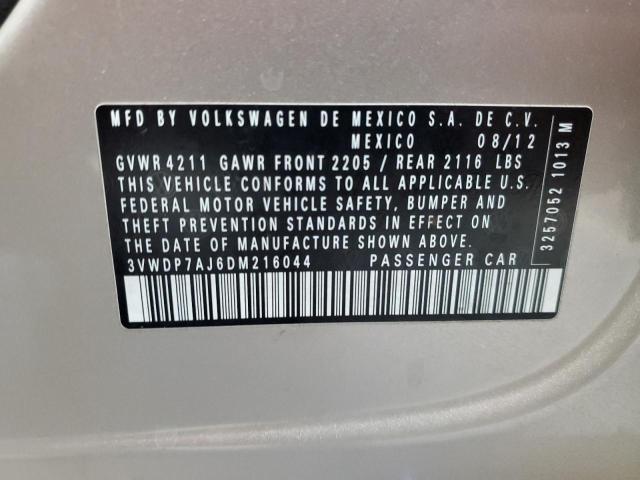 MFD BY VOLKSWAGEN DE MEXICO S.A. DE C.V.
MEXICO 08/12
GVWR 4211 GAWR FRONT 2205 / REAR 2116 LBS
THIS VEHICLE CONFORMS TO ALL APPLICABLE U.S.
FEDERAL MOTOR VEHICLE SAFETY, BUMPER AND
THEFT PREVENTION STANDARDS IN EFFECT ON
THE DATE OF MANUFACTURE SHOWN ABOVE.
3VWDP7AJ6DM216044 PASSENGER CAR
3257052 1013 M